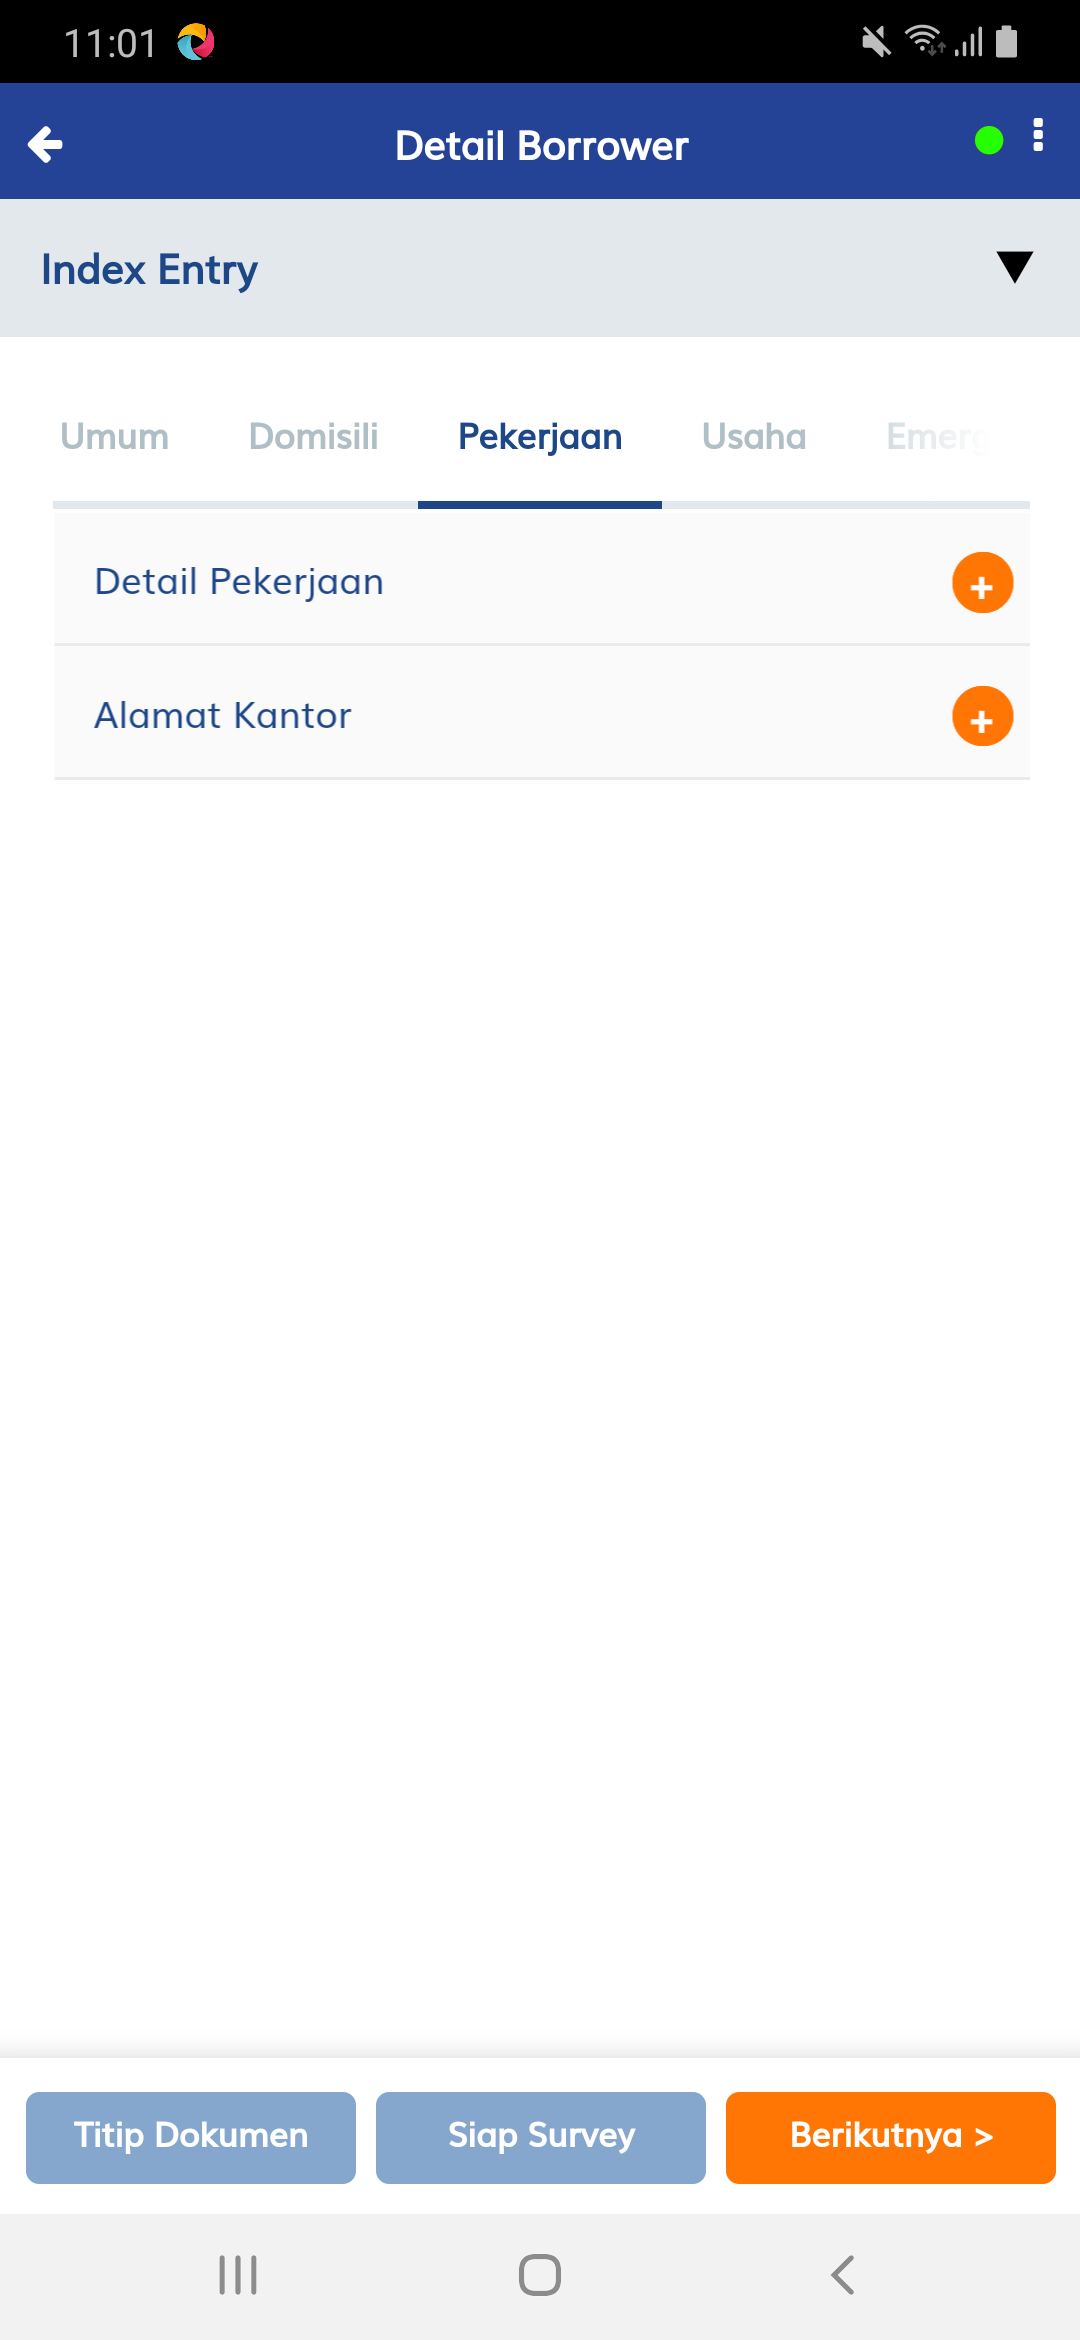 11:01
Detail Borrower
Index Entry
Umum Domisili Pekerjaan Usaha Emerg
Detail Pekerjaan
+
Alamat Kantor
+
Titip Dokumen Siap Survey Berikutnya >